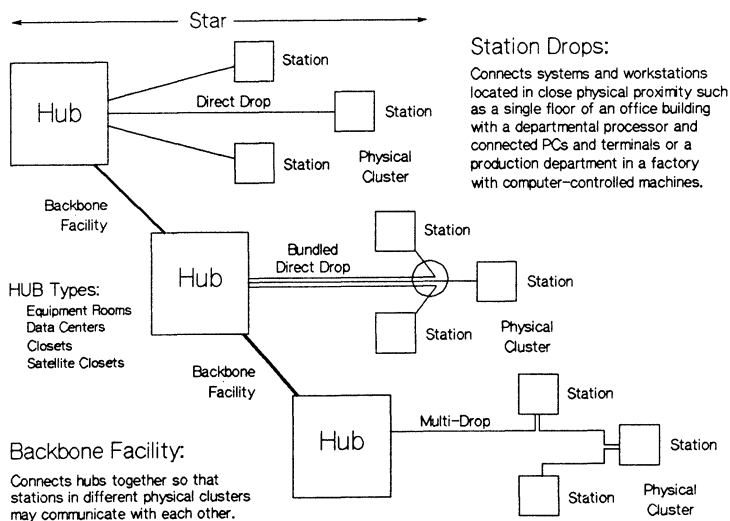 Star
Station Drops:
Connects systems and workstations
located in close physical proximity such
as a single floor of an office building
with a departmental processor and
connected PCs and terminals or a
production department in a factory
with computer-controlled machines.
Hub
Station
Direct Drop
Station
Station
Physical
Cluster
Backbone
Facility
Hub
Bundled
Direct Drop
Station
Station
Station
Physical
Cluster
HUB Types:
Equipment Rooms
Data Centers
Closets
Satellite Closets
Backbone
Facility
Hub
Multi-Drop
Station
Station
Station
Physical
Cluster
Backbone Facility:
Connects hubs together so that
stations in different physical clusters
may communicate with each other.